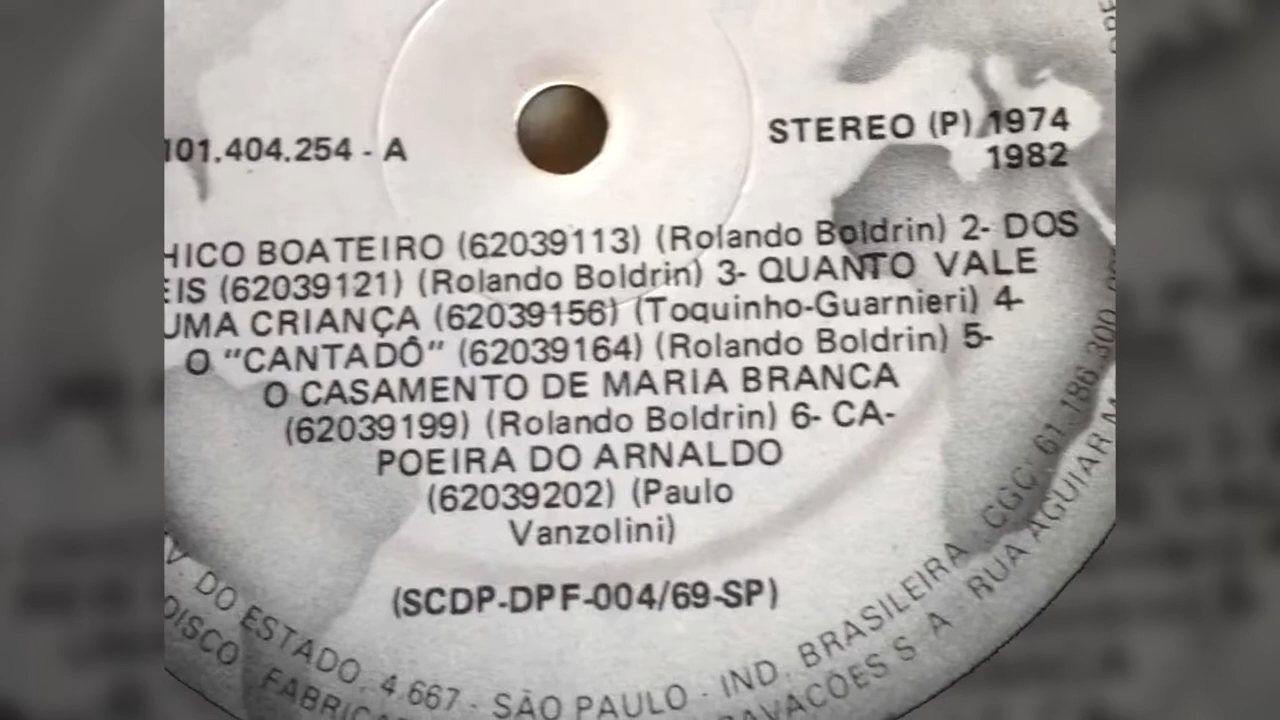 101.404.254 - A
STEREO (P) 1974
1982
HICO BOATEIRO (62039113) (Rolando Boldrin) 2- DOS
EIS (62039121) (Rolando Boldrin) 3- QUANTO VALE
UMA CRIANÇA (62039156) (Toquinho-Guarnieri) 4-
O "CANTADÔ" (62039164) (Rolando Boldrin) 5-
O CASAMENTO DE MARIA BRANCA
(62039199) (Rolando Boldrin) 6- CA-
POEIRA DO ARNALDO
(62039202) (Paulo
Vanzolini)
(SCDP-DPF-004/69-SP)
V. DO ESTADO, 4.667 - SÃO PAULO - IND. BRASILEIRA CGC. 61.186.300
DISCO FABRIC
AVAÇÕES S A RUA AGUIAR M